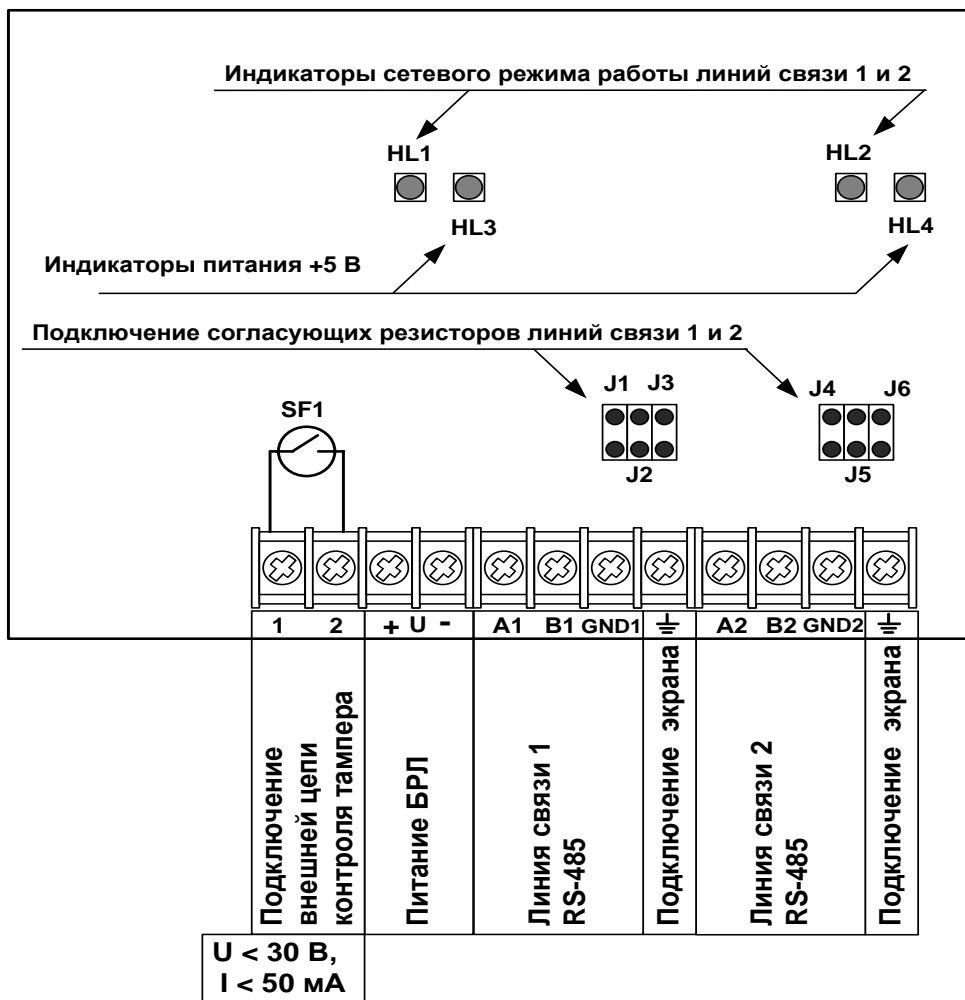 Индикаторы сетевого режима работы линий связи 1 и 2
HL1
HL2
HL3
HL4
Индикаторы питания +5 В
Подключение согласующих резисторов линий связи 1 и 2
J1 J3
J4 J6
SF1
J2
J5
1 2 + U - A1 B1 GND1 A2 B2 GND2
Подключение
внешней цепи
контроля тампера
Питание БРЛ
Линия связи 1
RS-485
Подключение экрана
Линия связи 2
RS-485
Подключение экрана
U < 30 В,
I < 50 мА